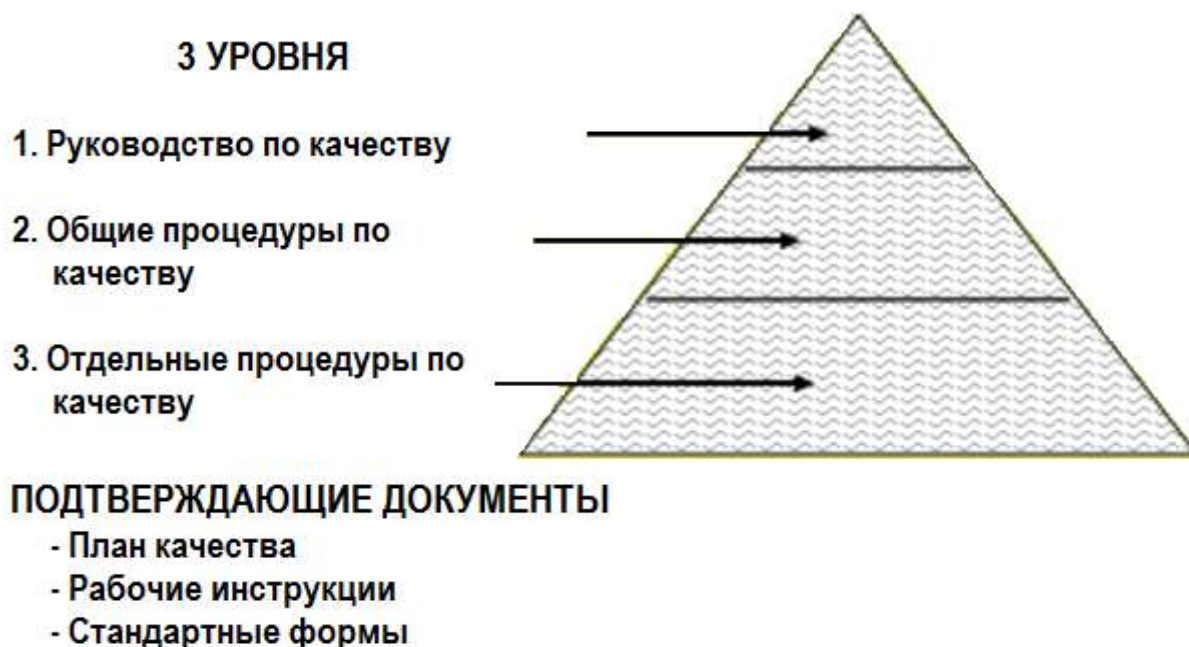 3 УРОВНЯ
1. Руководство по качеству
2. Общие процедуры по
качеству
3. Отдельные процедуры по
качеству
ПОДТВЕРЖДАЮЩИЕ ДОКУМЕНТЫ
- План качества
- Рабочие инструкции
- Стандартные формы